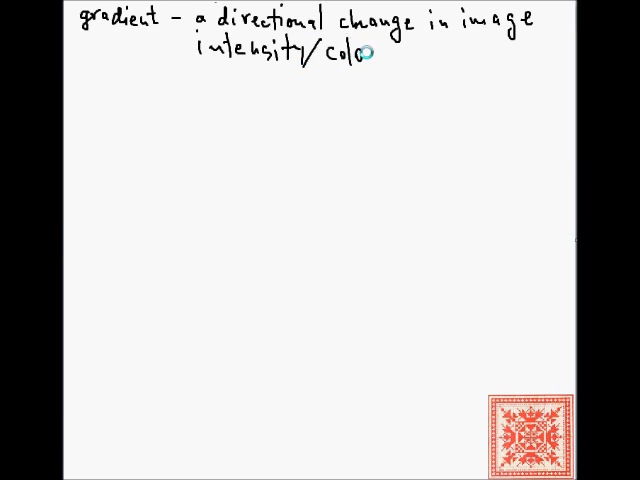 gradient - a directional change in image
intensity/colo